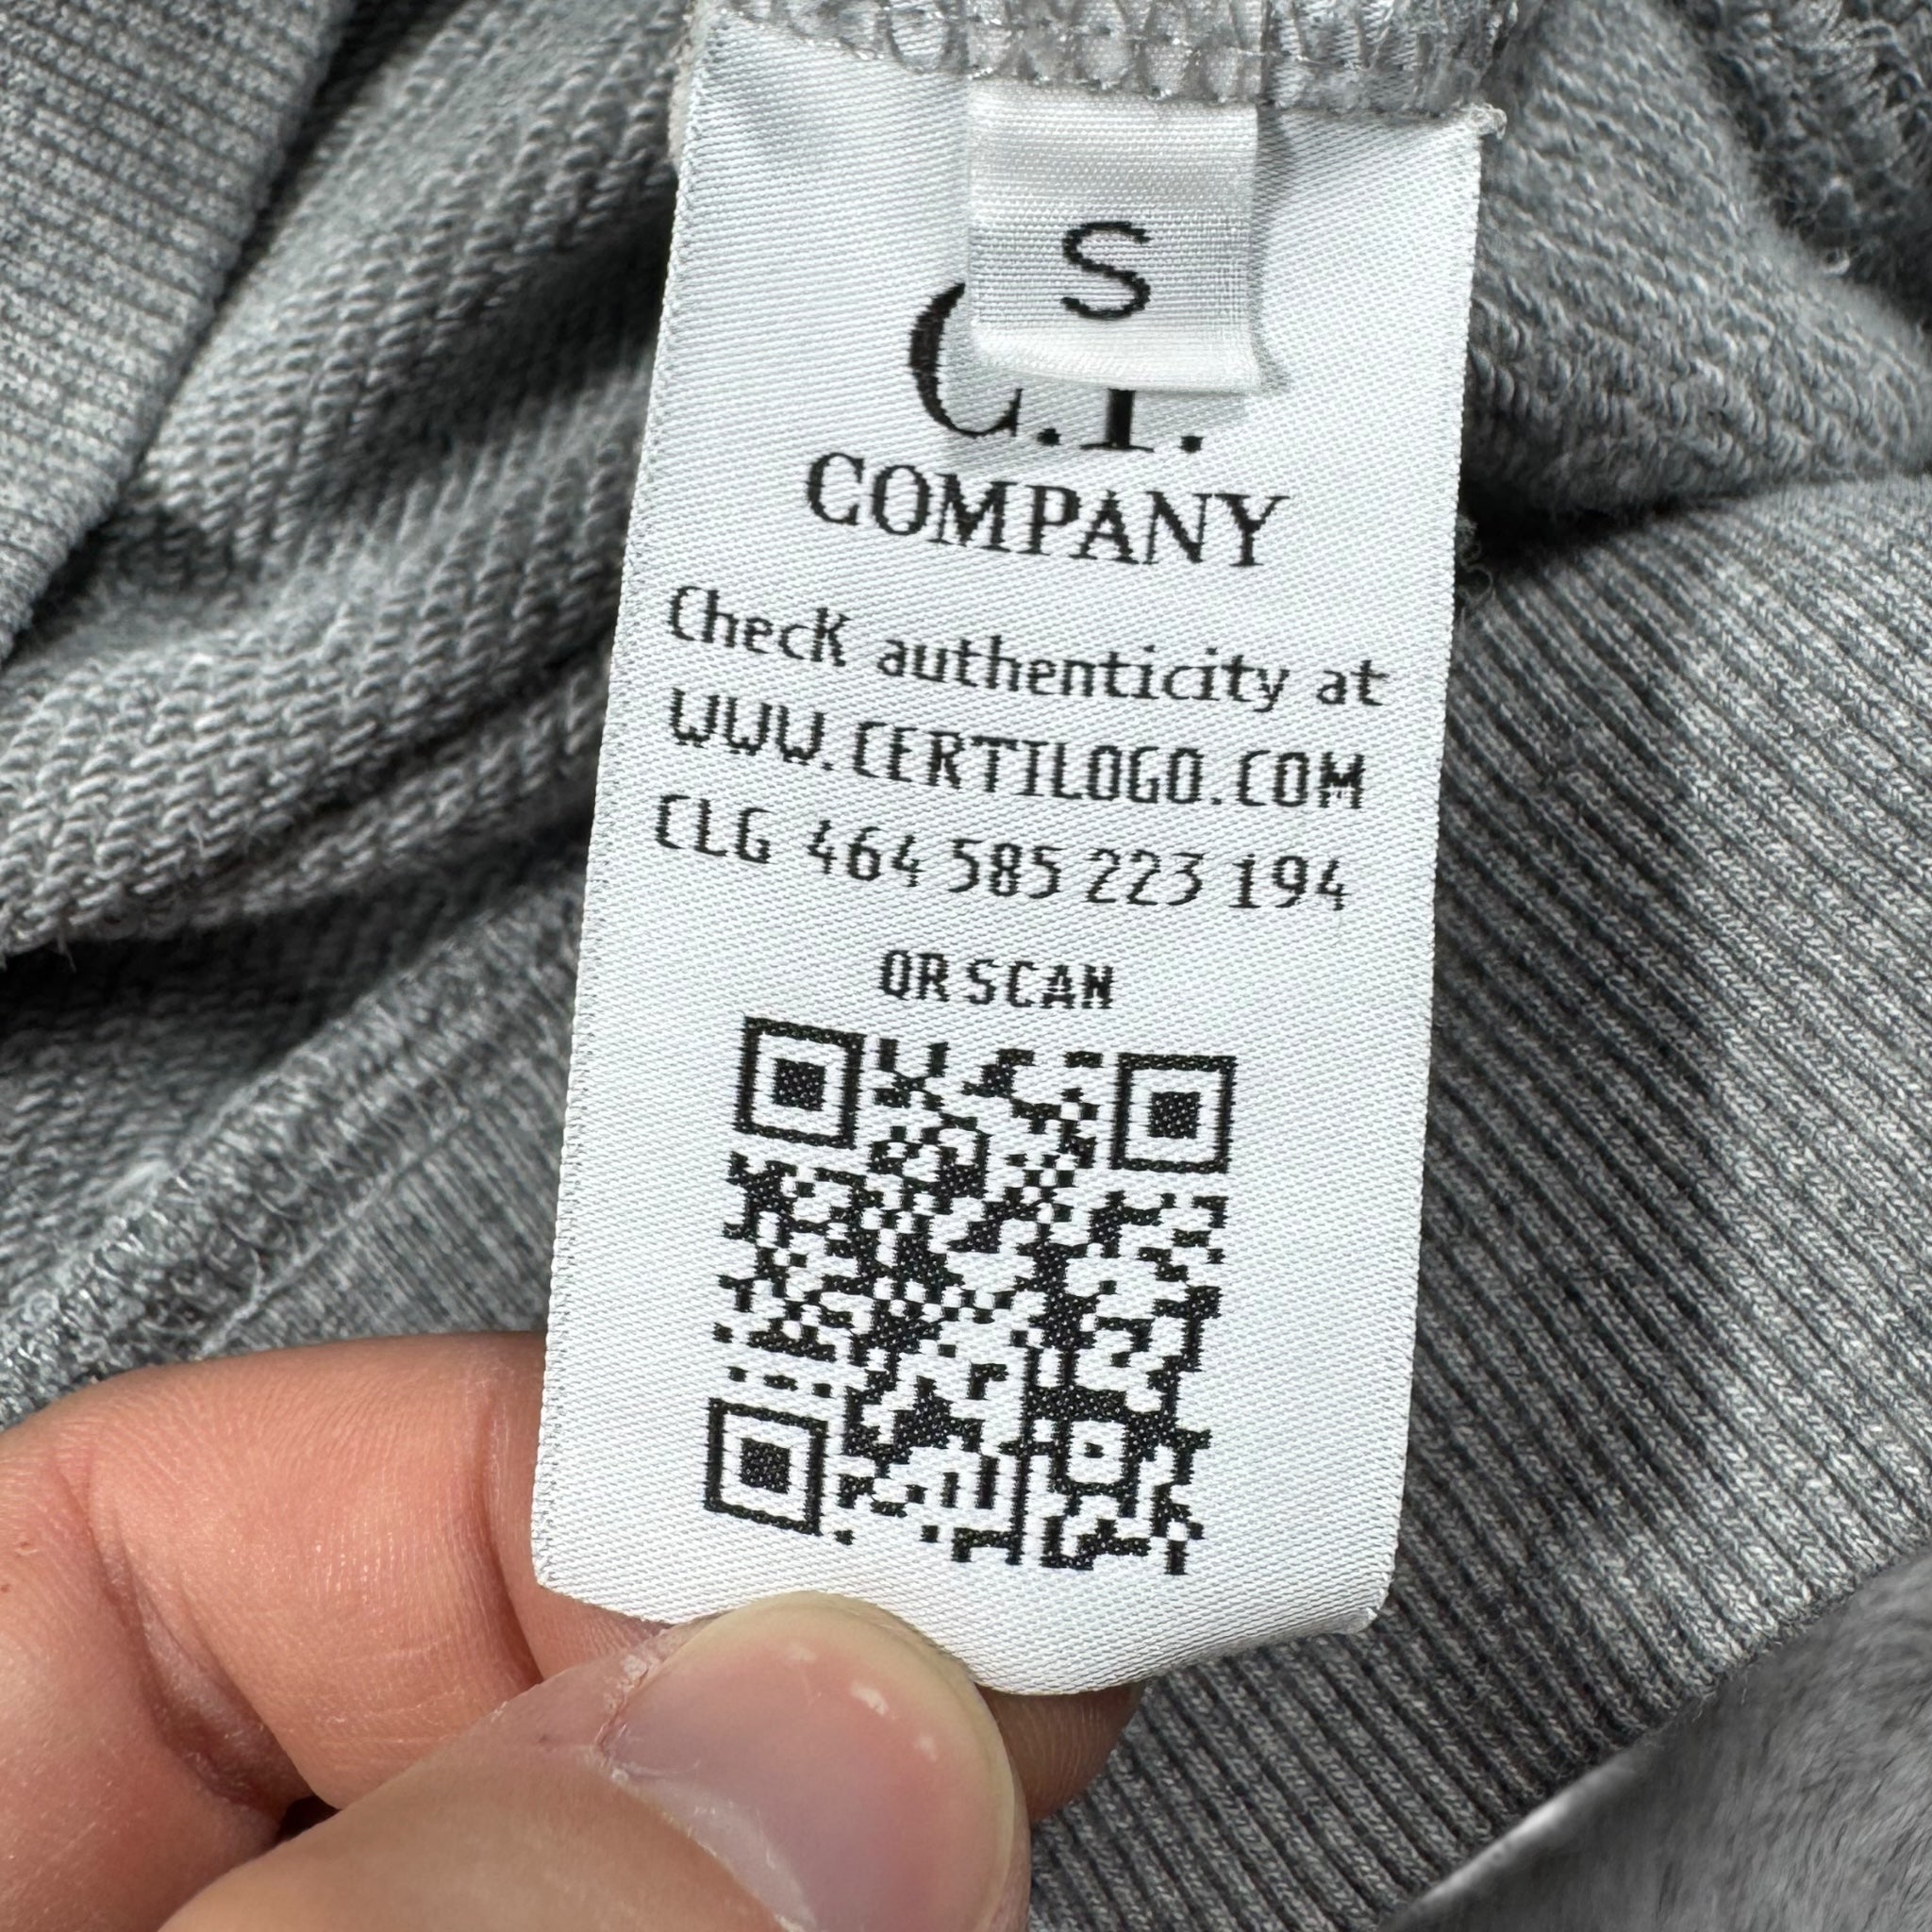 S
C.P.
COMPANY
Check authenticity at
WWW.CERTILOGO.COM
CLG 464 585 223 194
OR SCAN